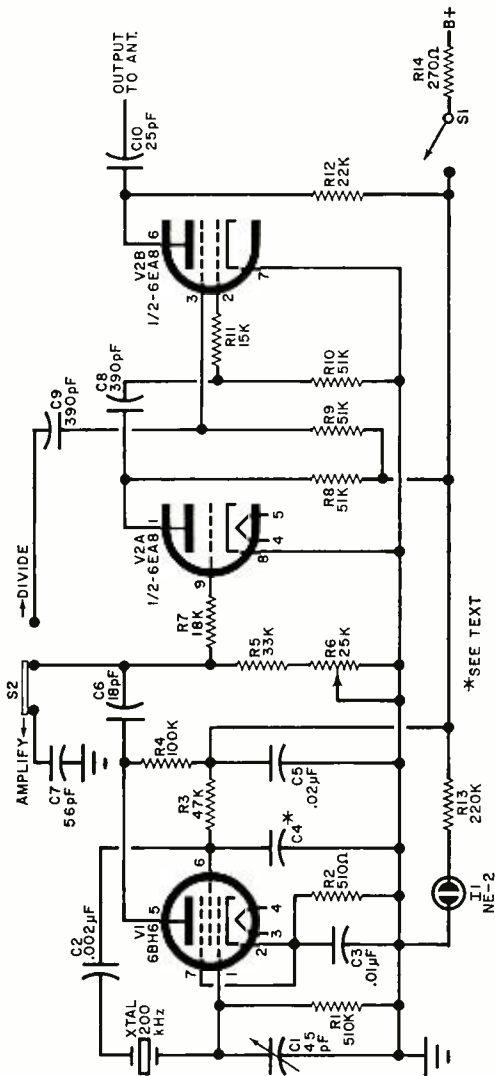 AMPLIFY
S2
DIVIDE
C9
390pF
C2
.002µF
C7
56pF
C6
18pF
C8
390pF
OUTPUT
TO ANT.
C10
25pF
XTAL
200
kHz
V1
6BH6
5
6
7
1
2
3
4
R4
100K
R3
47K
R7
18K
V2A
1/2-6EA8
1
9
8
4
5
V2B
1/2-6EA8
6
3
2
7
R11
15K
C1
45
pF
R1
510K
C3
.01µF
R2
510Ω
C4*
C5
.02µF
R5
33K
R6
25K
R8
51K
R9
51K
R10
51K
R12
22K
I1
NE-2
R13
220K
*SEE TEXT
S1
R14
270Ω
B+